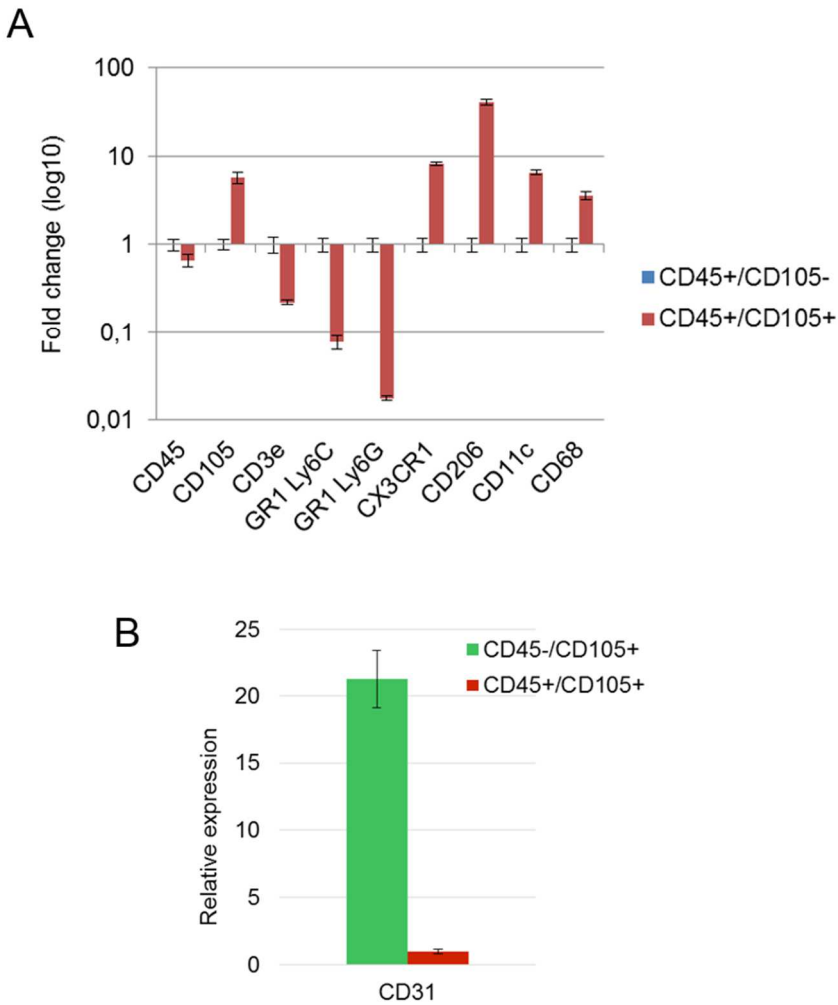 A
100
10
1
0,1
0,01
Fold change (log10)
CD45
CD105
CD3e
GR1 Ly6C
GR1 Ly6G
CX3CR1
CD206
CD11c
CD68
CD45+/CD105-
CD45+/CD105+
B
25
20
15
10
5
0
Relative expression
CD31
CD45-/CD105+
CD45+/CD105+